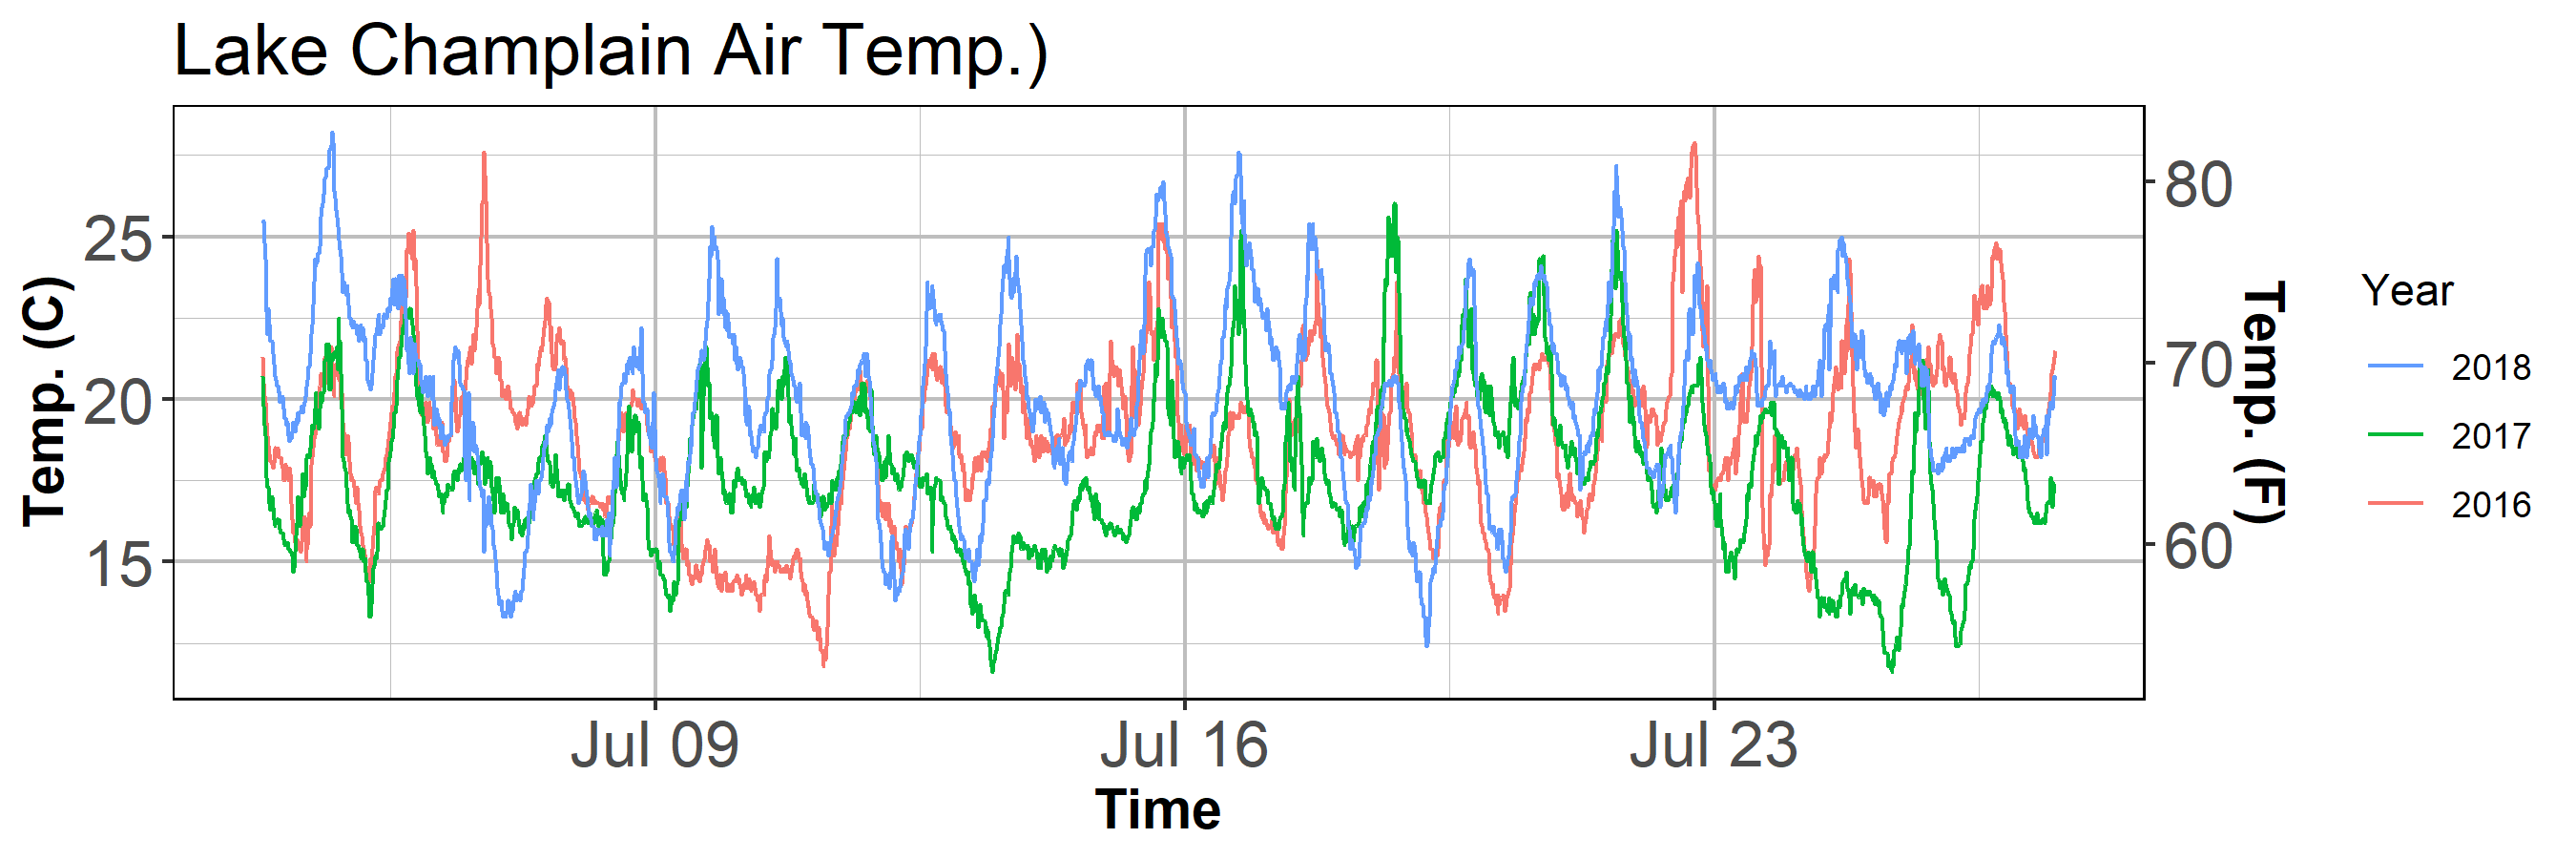 Lake Champlain Air Temp.)
Temp. (C)
25
20
15
80
70
60
Temp. (F)
Year
2018
2017
2016
Jul 09
Jul 16
Jul 23
Time